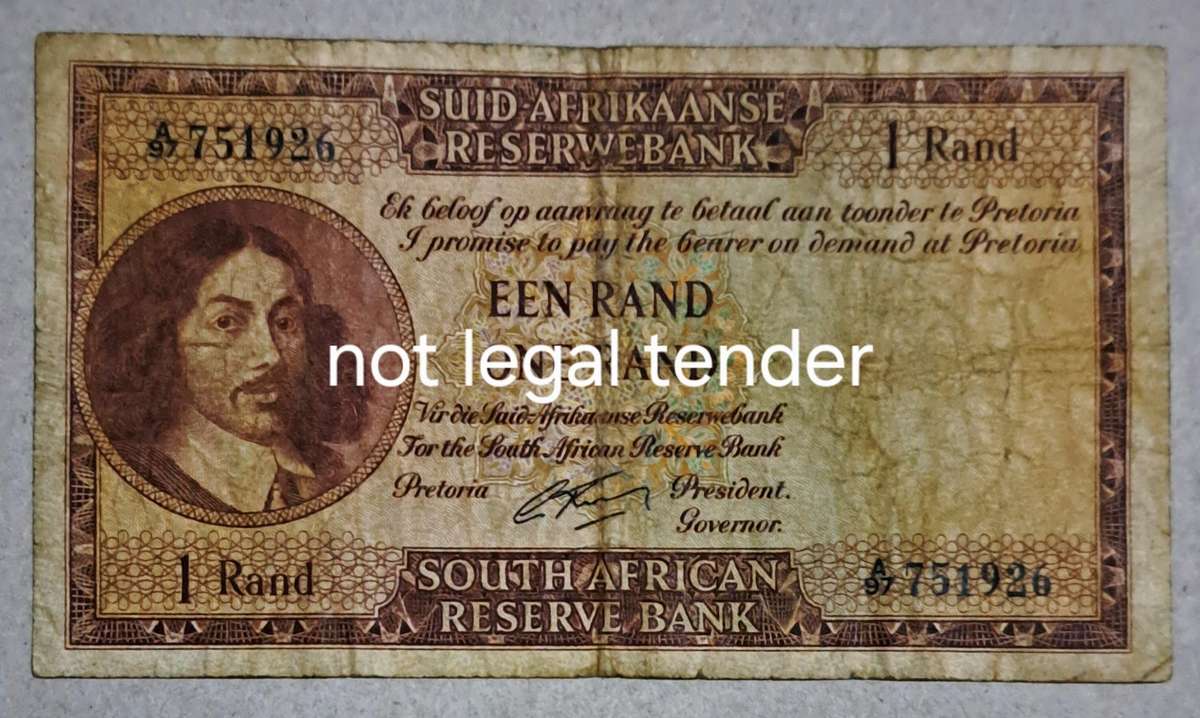 SUID-AFRIKAANSE
RESERWEBANK
A/97 751926
1 Rand
Ek beloof op aanvraag te betaal aan toonder te Pretoria
I promise to pay the bearer on demand at Pretoria
EEN RAND
ONE RAND
not legal tender
Vir die Suid-Afrikaanse Reserwebank
For the South African Reserve Bank
Pretoria
President.
Governor.
1 Rand
SOUTH AFRICAN
RESERVE BANK
A/97 751926